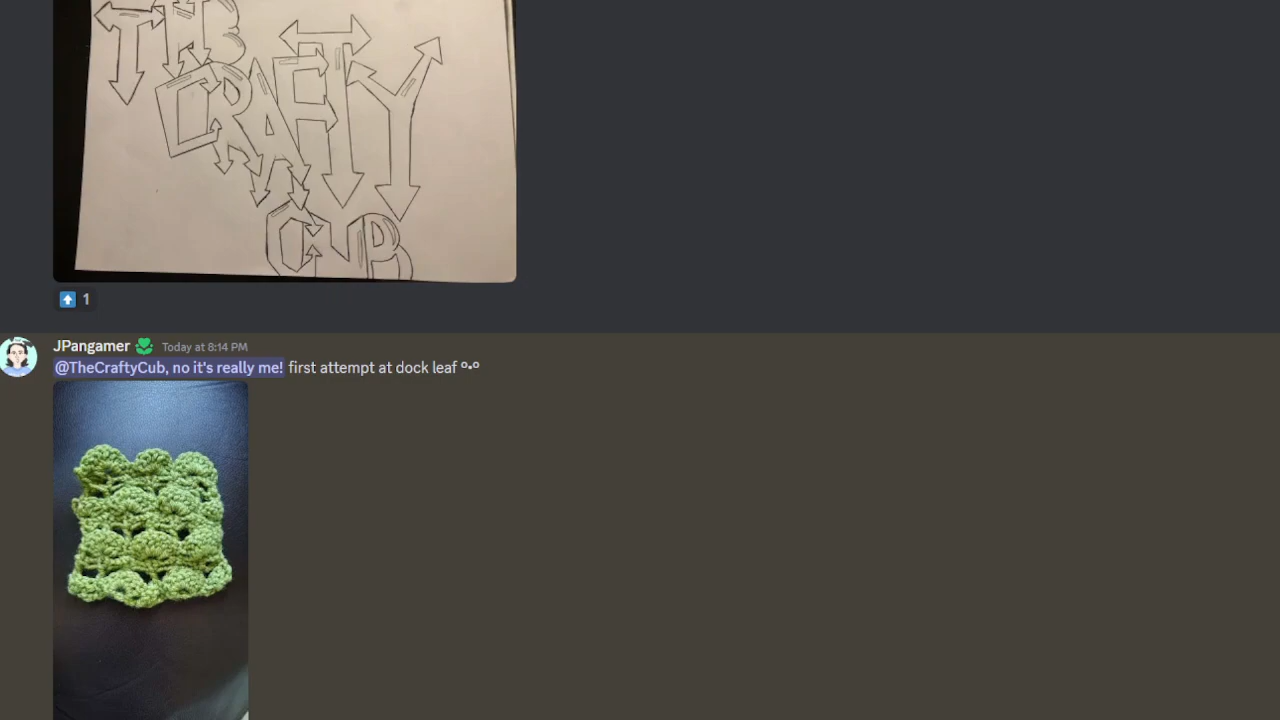 THE
CRAFTY
CUB
1
JPangamer Today at 8:14 PM
@TheCraftyCub, no it's really me! first attempt at dock leaf º•º